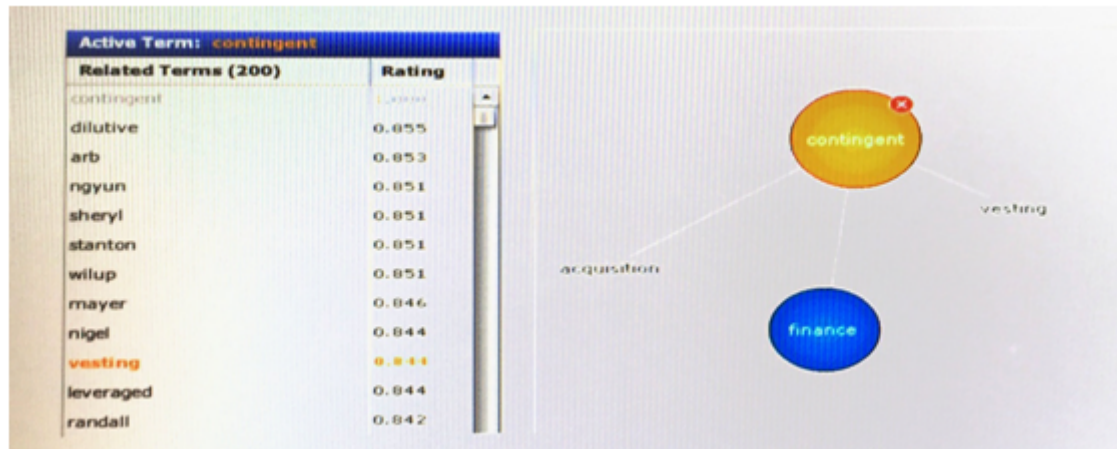 Active Term: contingent
Related Terms (200) Rating
contingent
dilutive 0.855
arb 0.853
ngyun 0.851
sheryl 0.851
stanton 0.851
wilup 0.851
mayer 0.846
nigel 0.844
vesting 0.844
leveraged 0.844
randall 0.842
contingent
vesting
acquisition
finance